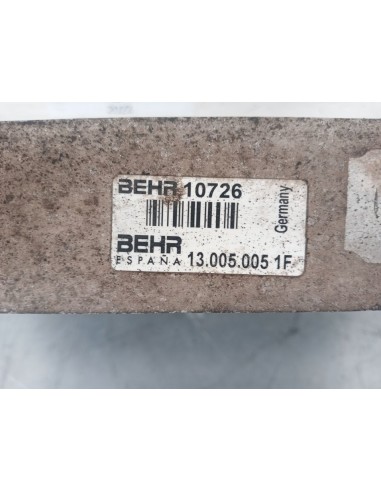 BEHR 10726
Germany
BEHR
ESPAÑA 13.005.005 1F